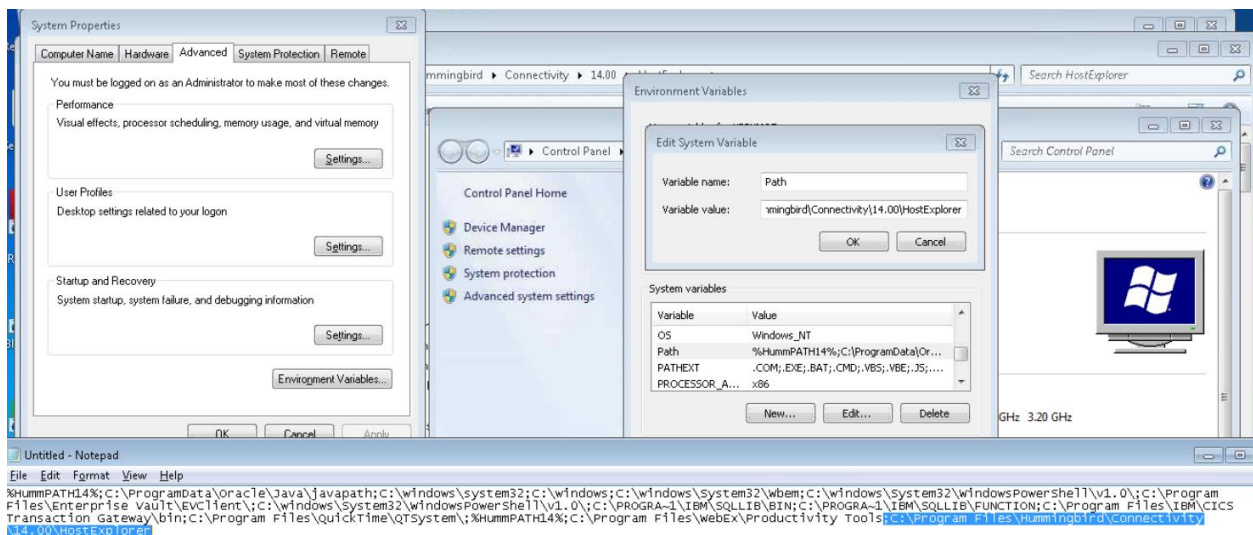 System Properties
Computer Name Hardware Advanced System Protection Remote
You must be logged on as an Administrator to make most of these changes.
Performance
Visual effects, processor scheduling, memory usage, and virtual memory
Settings...
User Profiles
Desktop settings related to your logon
Settings...
Startup and Recovery
System startup, system failure, and debugging information
Settings...
Environment Variables...
OK Cancel Apply
mmingbird ▸ Connectivity ▸ 14.00
Search HostExplorer
Control Panel
Search Control Panel
Control Panel Home
Device Manager
Remote settings
System protection
Advanced system settings
Environment Variables
Edit System Variable
Variable name: Path
Variable value: mingbird\Connectivity\14.00\HostExplorer
OK Cancel
System variables
Variable Value
OS Windows_NT
Path %HummPATH14%;C:\ProgramData\Or...
PATHEXT .COM;.EXE;.BAT;.CMD;.VBS;.VBE;.JS;....
PROCESSOR_A... x86
New... Edit... Delete
GHz 3.20 GHz
Untitled - Notepad
File Edit Format View Help
%HummPATH14%;C:\ProgramData\Oracle\Java\javapath;C:\windows\system32;C:\windows;C:\windows\System32\Wbem;C:\windows\System32\WindowsPowerShell\v1.0\;C:\Program
Files\Enterprise Vault\EVClient\;C:\windows\System32\WindowsPowerShell\v1.0\;C:\PROGRA~1\IBM\SQLLIB\BIN;C:\PROGRA~1\IBM\SQLLIB\FUNCTION;C:\Program Files\IBM\CICS
Transaction Gateway\bin;C:\Program Files\QuickTime\QTSystem\;%HummPATH14%;C:\Program Files\WebEx\Productivity Tools;C:\Program Files\Hummingbird\Connectivity
\14.00\HostExplorer